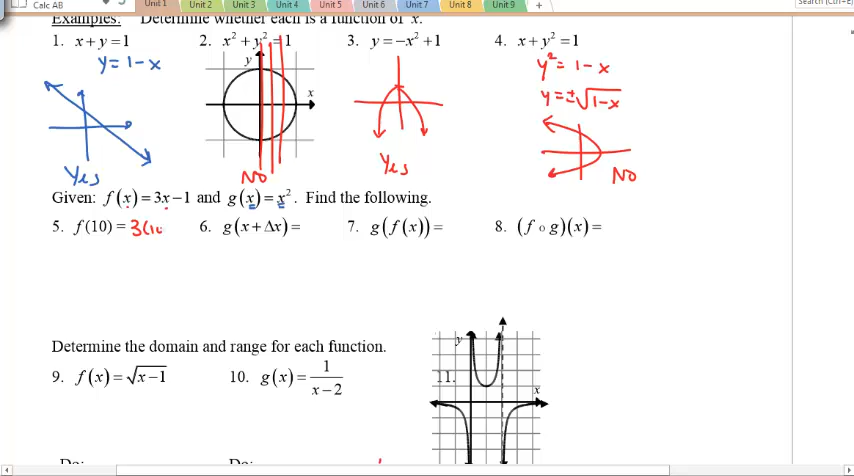 Calc AB Unit 1 Unit 2 Unit 3 Unit 4 Unit 5 Unit 6 Unit 7 Unit 8 Unit 9 + Search (Ctrl+E)
Examples: Determine whether each is a function of x.
1. x + y = 1 2. x² + y² = 1 3. y = −x² + 1 4. x + y² = 1
y = 1 - x
y² = 1 - x
y = ±√1-x
y
x
Yes
NO
Yes
NO
Given: f(x) = 3x − 1 and g(x) = x². Find the following.
5. f(10) = 3(10 6. g(x + Δx) = 7. g(f(x)) = 8. (f ∘ g)(x) =
Determine the domain and range for each function.
9. f(x) = √x−1 10. g(x) = 1/(x−2) 11.
y
x
Do: Do: